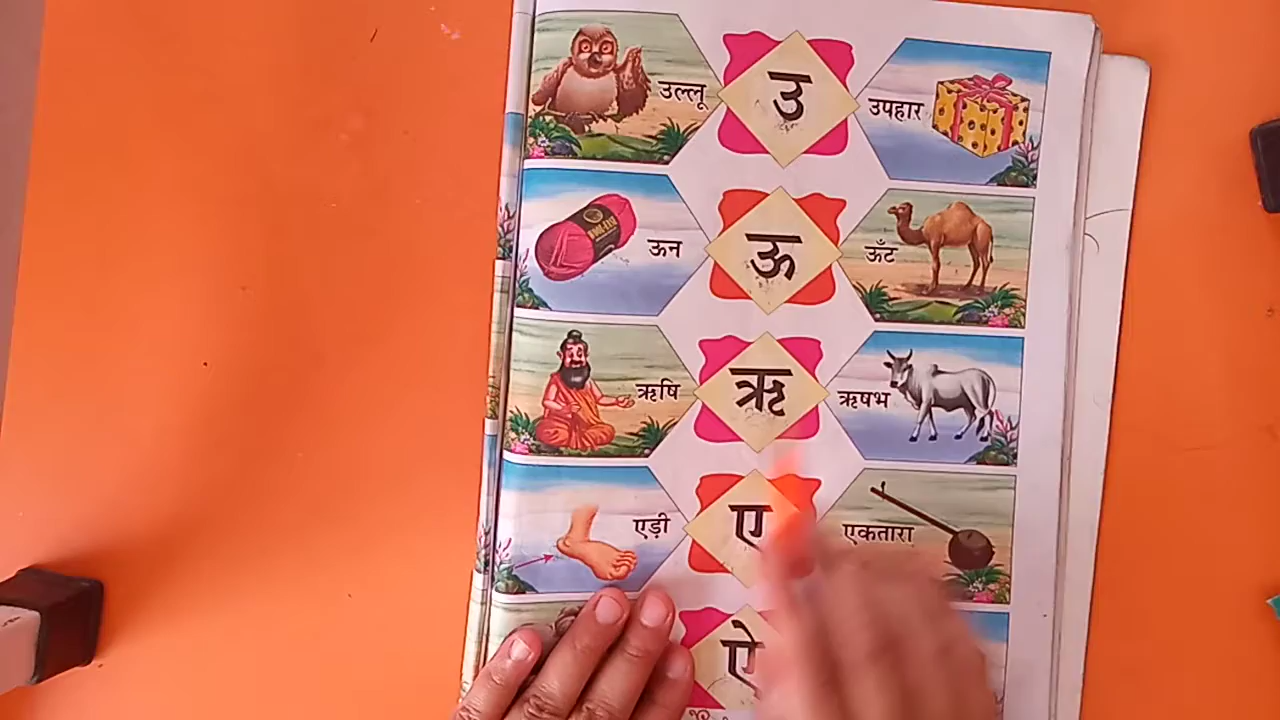 उल्लू उ उपहार
ऊन ऊ ऊँट
ऋषि ऋ ऋषभ
एड़ी ए एकतारा
ऐ